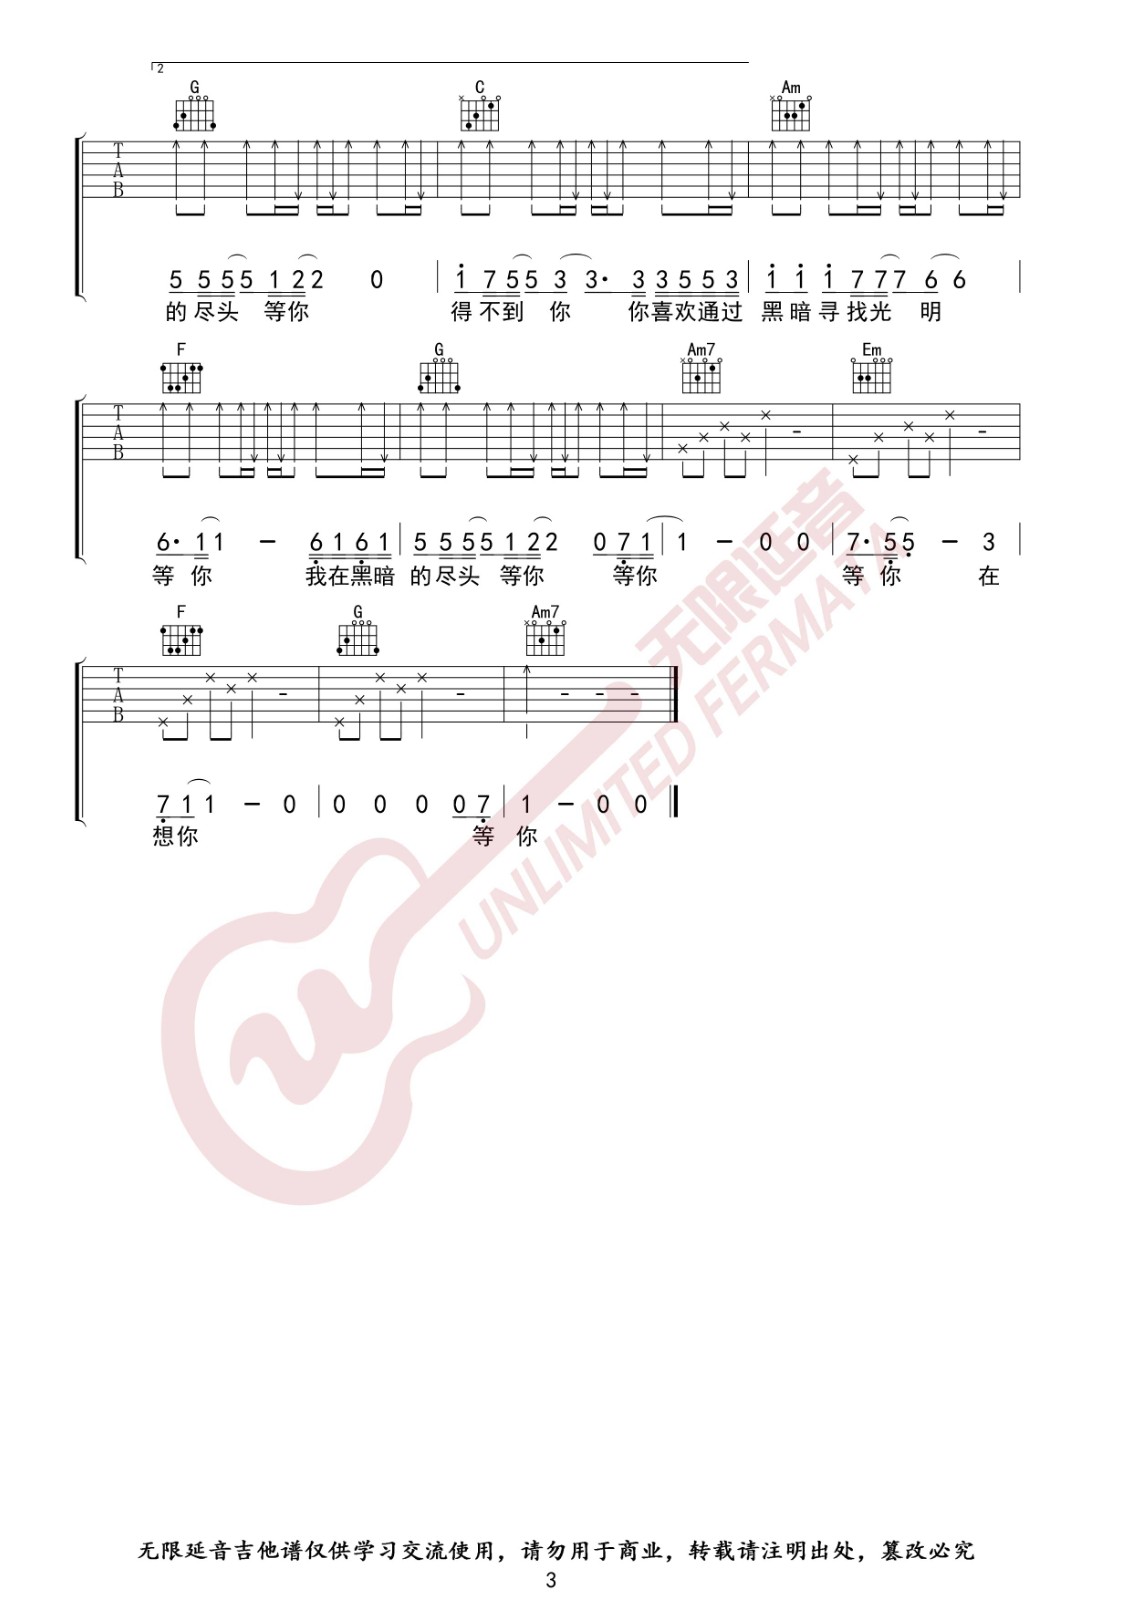 2
G C Am
T
A
B
5 5 5 5 5 1 2 2 0 1 7 5 5 3 3· 3 3 5 5 3 1 1 1 7 7 7 6 6
的 尽头 等你 得 不到 你 你喜欢通过 黑 暗 寻 找光 明
F G Am7 Em
T
A
B
6· 1 1 - 6 1 6 1 5 5 5 5 1 2 2 0 7 1 1 - 0 0 7· 5 5 - 3
等 你 我在黑暗 的尽头 等你 等你 等 你 在
F G Am7
T
A
B
7 1 1 - 0 0 0 0 0 7 1 - 0 0
想你 等 你
无限延音
UNLIMITED FERMATA
无限延音吉他谱仅供学习交流使用，请勿用于商业，转载请注明出处，篡改必究
3